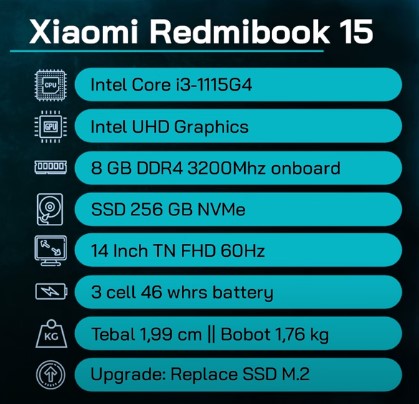 Xiaomi Redmibook 15
CPU
Intel Core i3-1115G4
GPU
Intel UHD Graphics
8 GB DDR4 3200Mhz onboard
SSD 256 GB NVMe
14 Inch TN FHD 60Hz
3 cell 46 whrs battery
KG
Tebal 1,99 cm || Bobot 1,76 kg
Upgrade: Replace SSD M.2